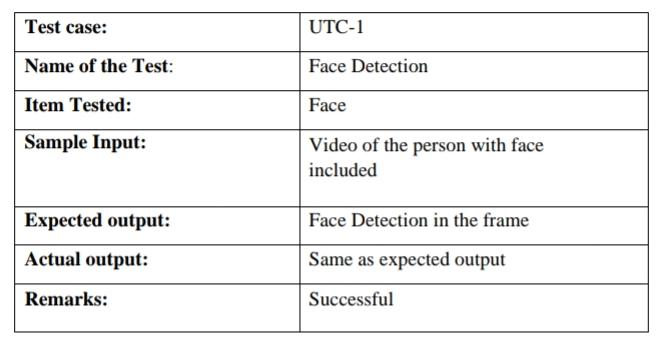 Test case: UTC-1
Name of the Test: Face Detection
Item Tested: Face
Sample Input: Video of the person with face
included
Expected output: Face Detection in the frame
Actual output: Same as expected output
Remarks: Successful